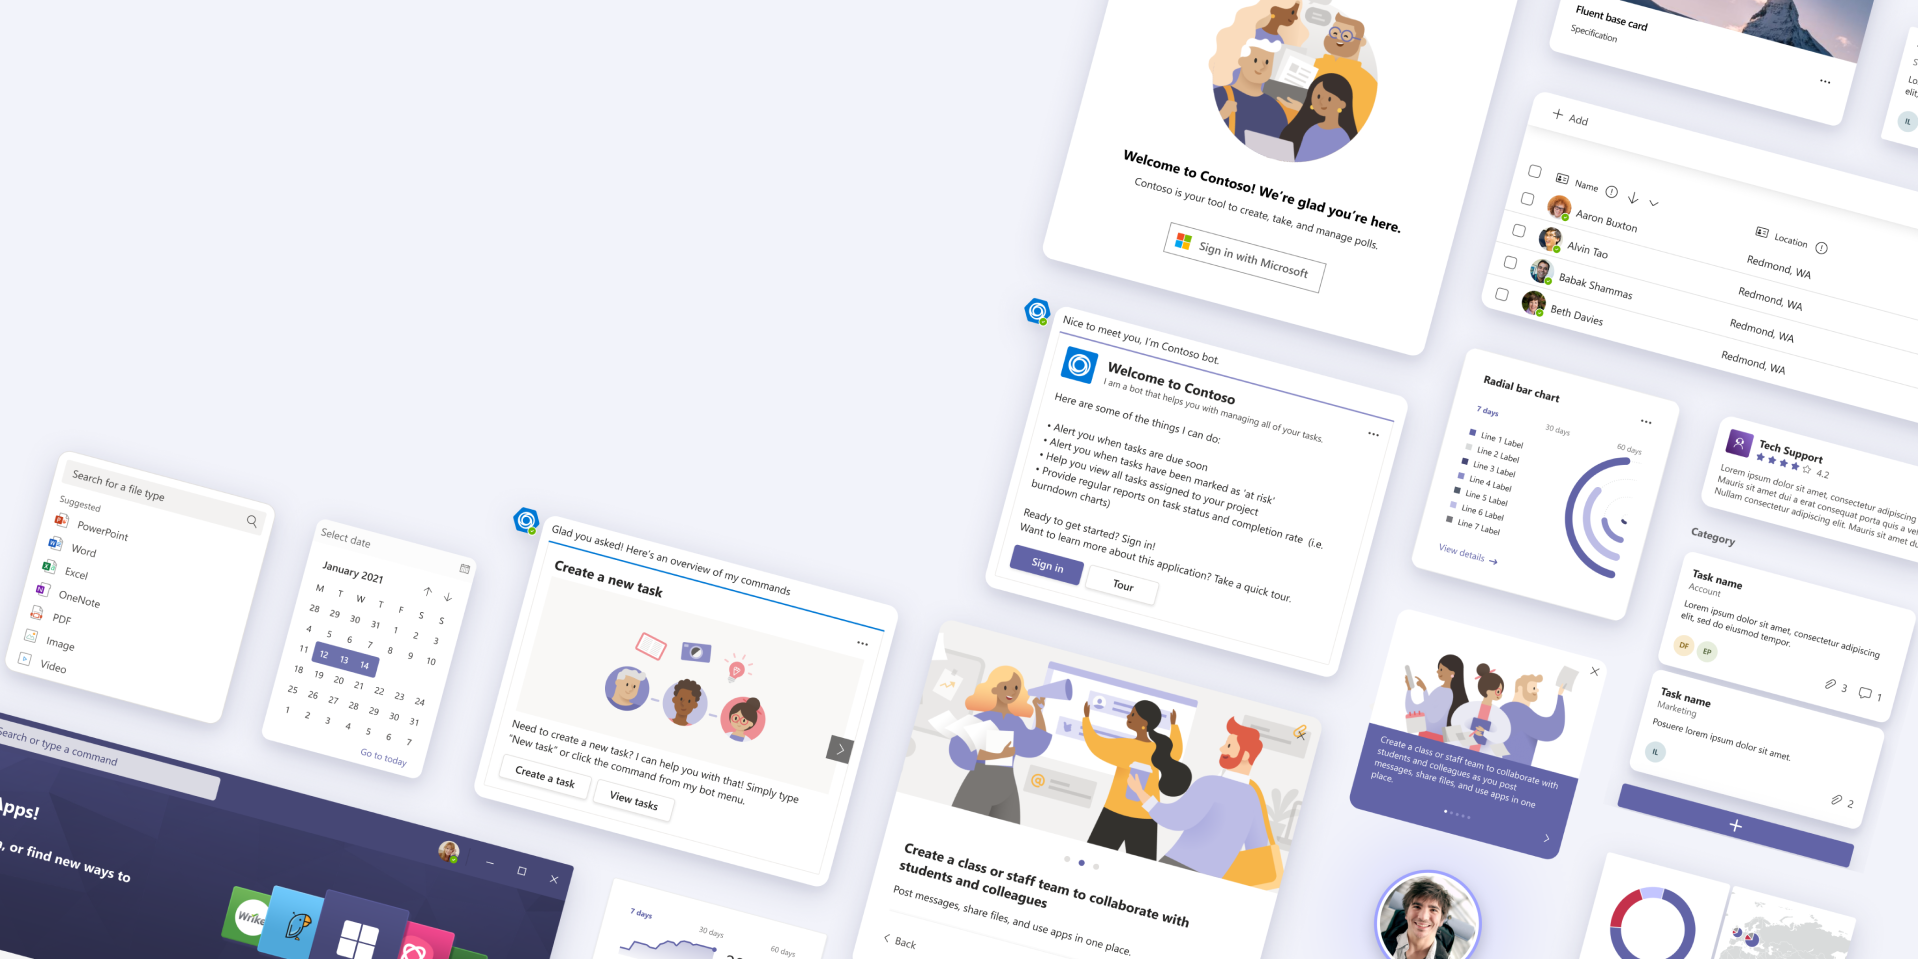 Fluent base card
Specification
Welcome to Contoso! We're glad you're here.
Contoso is your tool to create, take, and manage polls.
Sign in with Microsoft
Add
Name
Location
Aaron Buxton
Redmond, WA
Alvin Tao
Redmond, WA
Babak Shammas
Redmond, WA
Beth Davies
Redmond, WA
IL
Nice to meet you, I'm Contoso bot.
Welcome to Contoso
I am a bot that helps you with managing all of your tasks.
Here are some of the things I can do:
• Alert you when tasks are due soon
• Alert you when tasks have been marked as 'at risk'
• Help you view all tasks assigned to your project
• Provide regular reports on task status and completion rate (i.e.
burndown charts)
Ready to get started? Sign in!
Want to learn more about this application? Take a quick tour.
Sign in
Tour
Radial bar chart
7 days
30 days
60 days
Line 1 Label
Line 2 Label
Line 3 Label
Line 4 Label
Line 5 Label
Line 6 Label
Line 7 Label
View details
Tech Support
4.2
Lorem ipsum dolor sit amet, consectetur adipiscing
Mauris sit amet dui a erat consequat porta quis a
Nullam consectetur adipiscing elit. Mauris sit amet
Category
Task name
Account
Lorem ipsum dolor sit amet, consectetur adipiscing
elit, sed do eiusmod tempor.
DF
EP
3
1
Task name
Marketing
Posuere lorem ipsum dolor sit amet.
IL
2
Search for a file type
Suggested
PowerPoint
Word
Excel
OneNote
PDF
Image
Video
Select date
January 2021
M T W T F S S
28 29 30 31 1 2 3
4 5 6 7 8 9 10
11 12 13 14
18 19 20 21 22 23 24
25 26 27 28 29 30 31
1 2 3 4 5 6 7
Go to today
Glad you asked! Here's an overview of my commands
Create a new task
Need to create a new task? I can help you with that! Simply type
"New task" or click the command from my bot menu.
Create a task
View tasks
Create a class or staff team to collaborate with
students and colleagues
Post messages, share files, and use apps in one place.
Back
Create a class or staff team to collaborate with
students and colleagues as you post
messages, share files, and use apps in one
place.
Search or type a command
Apps!
, or find new ways to
Wrike
7 days
30 days
60 days